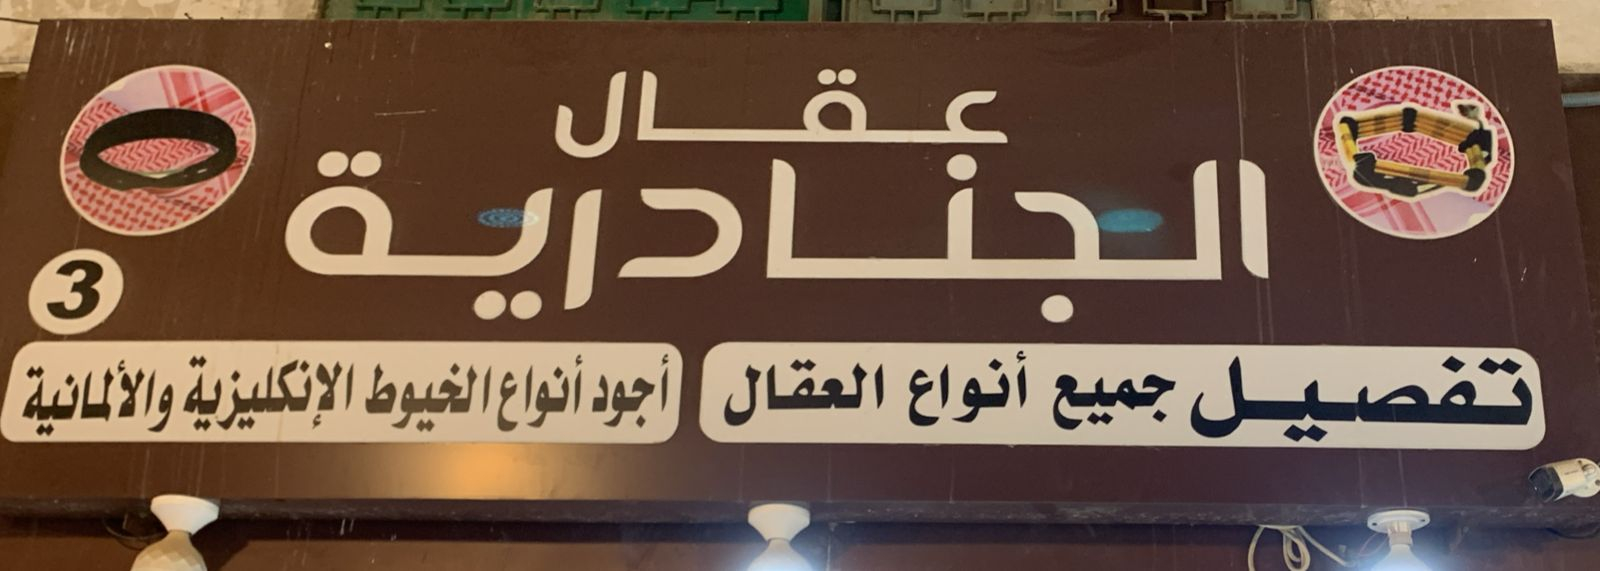 عقال
الجنادرية
3
تفصيل جميع أنواع العقال
أجود أنواع الخيوط الإنكليزية والألمانية